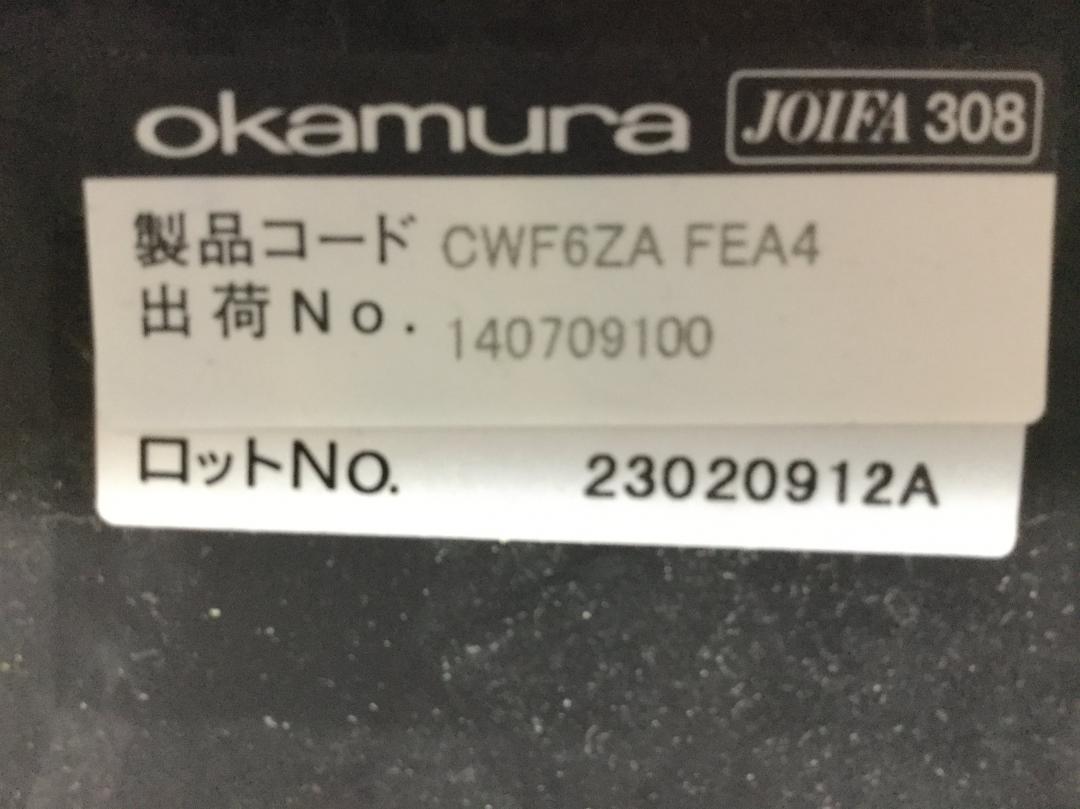 okamura JOIFA 308
製品コード CWF6ZA FEA4
出荷No. 140709100
ロットNo. 23020912A